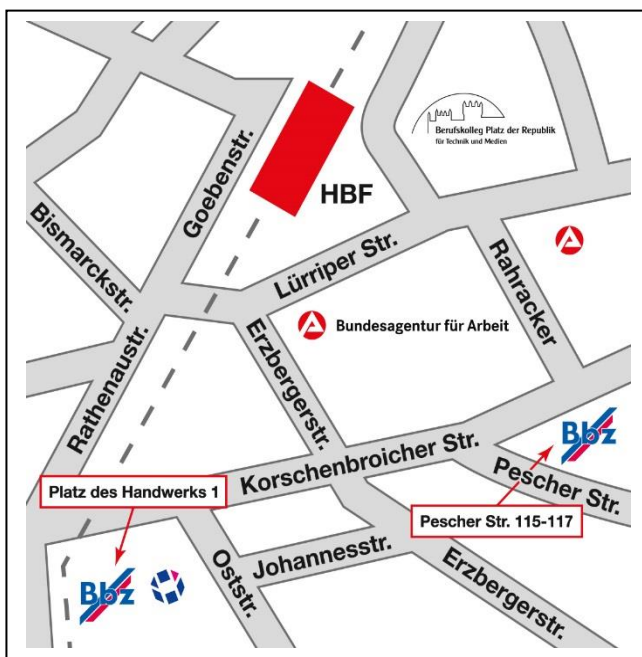 Berufskolleg Platz der Republik
für Technik und Medien
Goebenstr.
HBF
Bismarckstr.
Lürriper Str.
Rahracker
Bundesagentur für Arbeit
Rathenaustr.
Erzbergerstr.
Bbz
Korschenbroicher Str.
Pescher Str.
Platz des Handwerks 1
Pescher Str. 115-117
Johannesstr.
Oststr.
Erzbergerstr.
Bbz